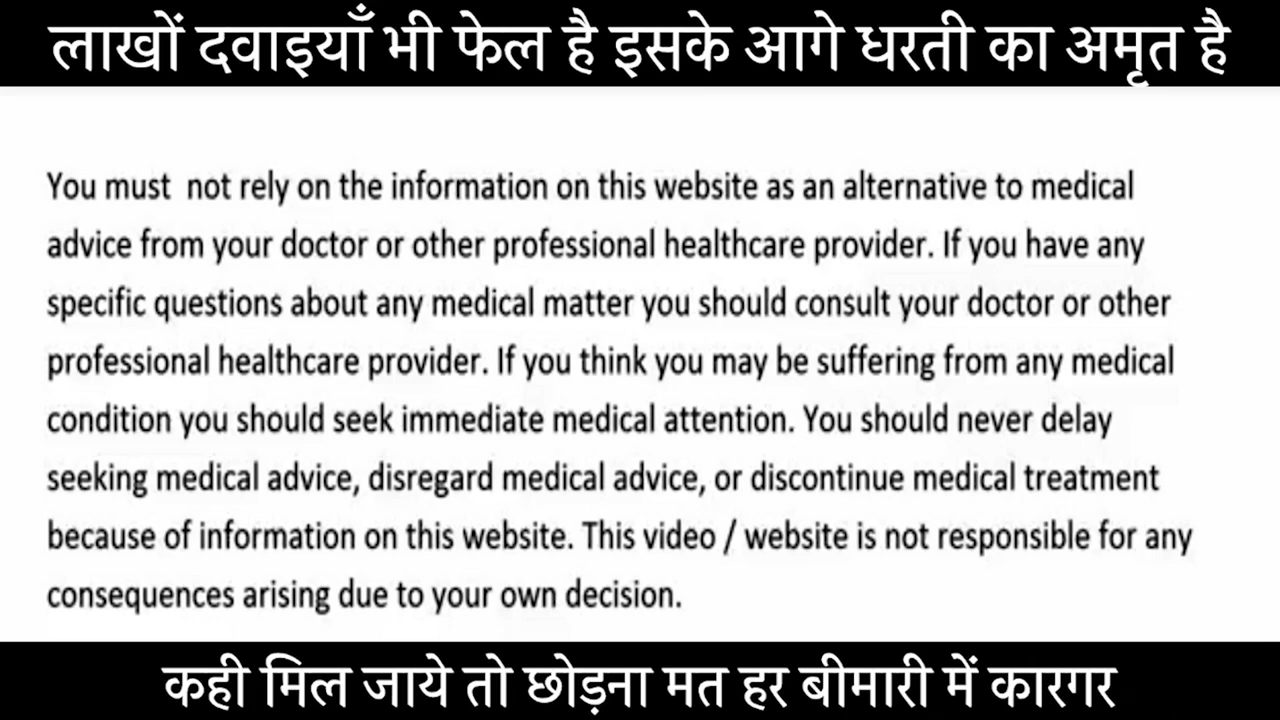 लाखों दवाइयाँ भी फेल है इसके आगे धरती का अमृत है
You must  not rely on the information on this website as an alternative to medical
advice from your doctor or other professional healthcare provider. If you have any
specific questions about any medical matter you should consult your doctor or other
professional healthcare provider. If you think you may be suffering from any medical
condition you should seek immediate medical attention. You should never delay
seeking medical advice, disregard medical advice, or discontinue medical treatment
because of information on this website. This video / website is not responsible for any
consequences arising due to your own decision.
कही मिल जाये तो छोड़ना मत हर बीमारी में कारगर